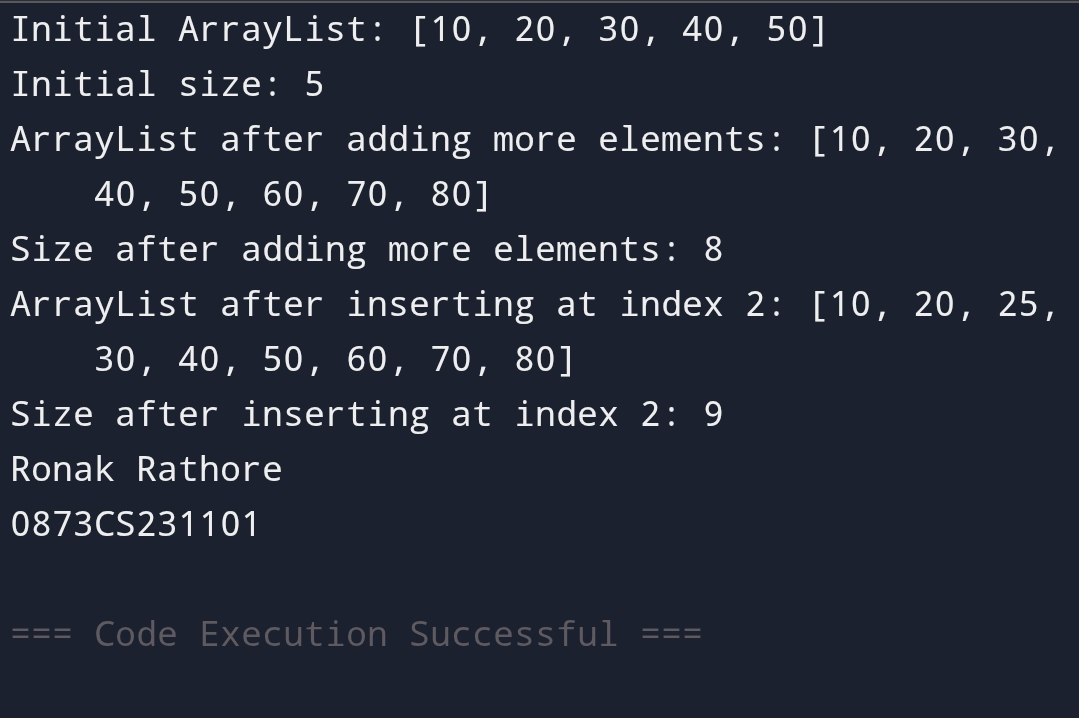 Initial ArrayList: [10, 20, 30, 40, 50]
Initial size: 5
ArrayList after adding more elements: [10, 20, 30,
    40, 50, 60, 70, 80]
Size after adding more elements: 8
ArrayList after inserting at index 2: [10, 20, 25,
    30, 40, 50, 60, 70, 80]
Size after inserting at index 2: 9
Ronak Rathore
0873CS231101
=== Code Execution Successful ===